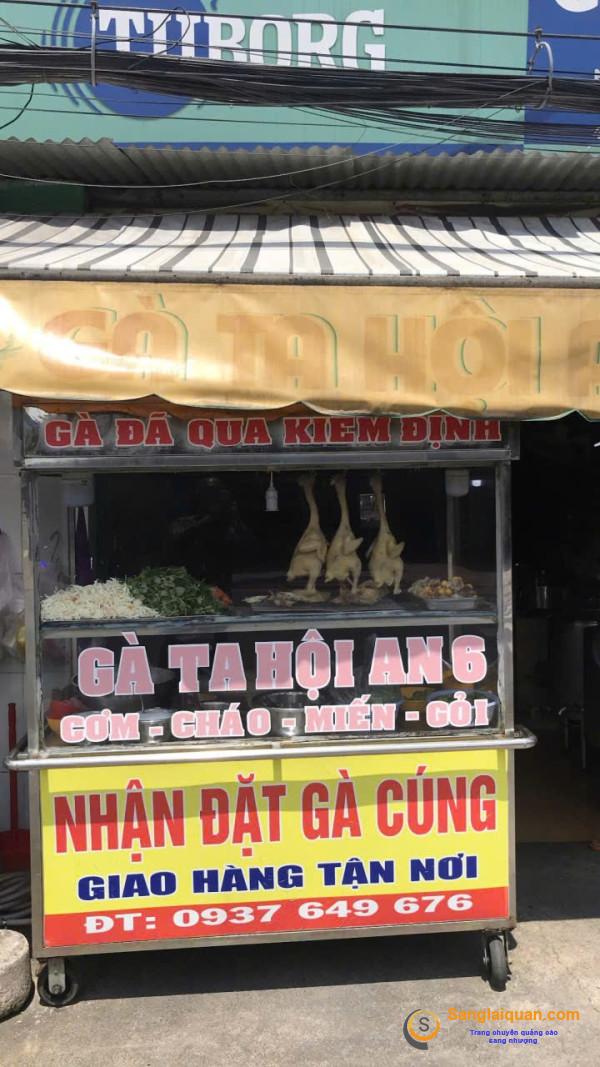 TUBORG
GÀ TA HỘI A
GÀ ĐÃ QUA KIỂM ĐỊNH
GÀ TA HỘI AN 6
CƠM - CHÁO - MIẾN - GỎI
NHẬN ĐẶT GÀ CÚNG
GIAO HÀNG TẬN NƠI
ĐT: 0937 649 676
S
Sanglaiquan.com
Trang chuyên quảng cáo
sang nhượng